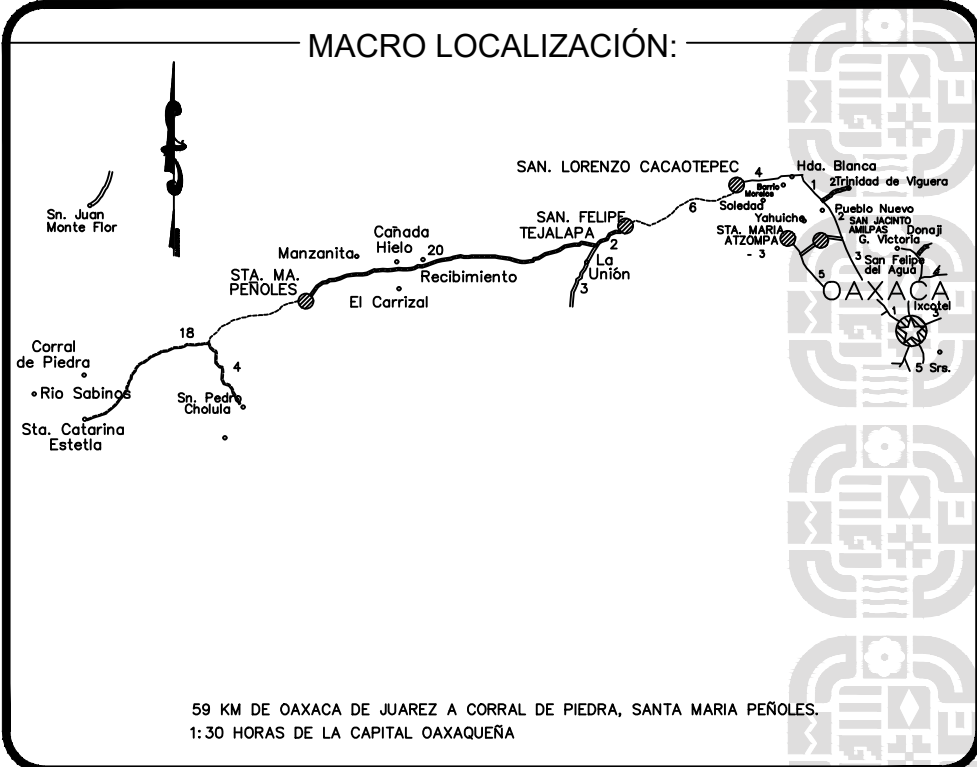 MACRO LOCALIZACIÓN:
SAN. LORENZO CACAOTEPEC
4
Hda. Blanca
1
2
Trinidad de Viguera
Barrio
Morelos
Soledad
6
Sn. Juan
Monte Flor
Pueblo Nuevo
2
Yahuiche
SAN JACINTO
AMILPAS
Donaji
G. Victoria
STA. MARIA
ATZOMPA
- 3
SAN. FELIPE
TEJALAPA
2
La
Unión
3
Cañada
Hielo
20
Manzanita
Recibimiento
3
San Felipe
del Agua
4
5
OAXACA
STA. MA.
PEÑOLES
El Carrizal
Ixcotel
1
3
18
Corral
de Piedra
4
5
Srs.
Rio Sabinos
Sn. Pedro
Cholula
Sta. Catarina
Estetla
59 KM DE OAXACA DE JUAREZ A CORRAL DE PIEDRA, SANTA MARIA PEÑOLES.
1:30 HORAS DE LA CAPITAL OAXAQUEÑA